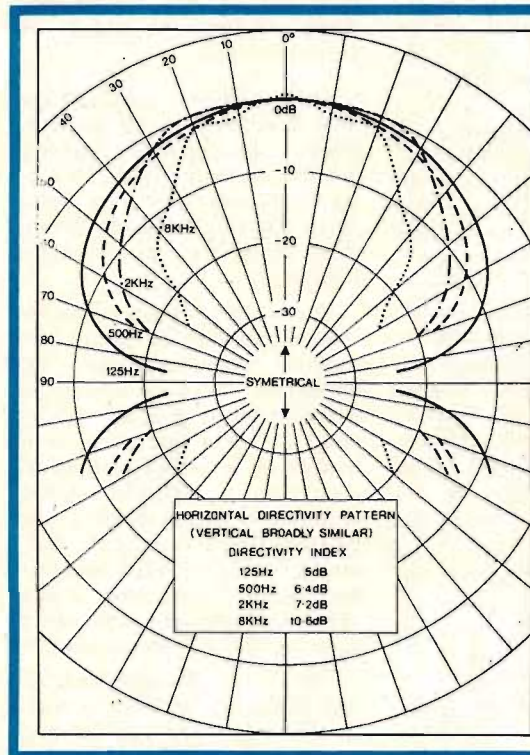 0°
10
20
30
40
0dB
-10
8KHz
-20
2KHz
70
-30
500Hz
80
125Hz
90
SYMETRICAL
HORIZONTAL DIRECTIVITY PATTERN
(VERTICAL BROADLY SIMILAR)
DIRECTIVITY INDEX
125Hz 5dB
500Hz 6·4dB
2KHz 7·2dB
8KHz 10·6dB